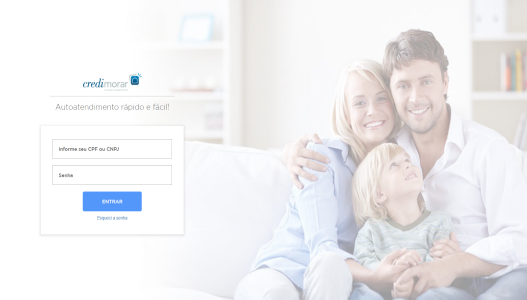 credimorar
Autoatendimento rápido e fácil!
Informe seu CPF ou CNPJ
Senha
ENTRAR
Esqueci a senha